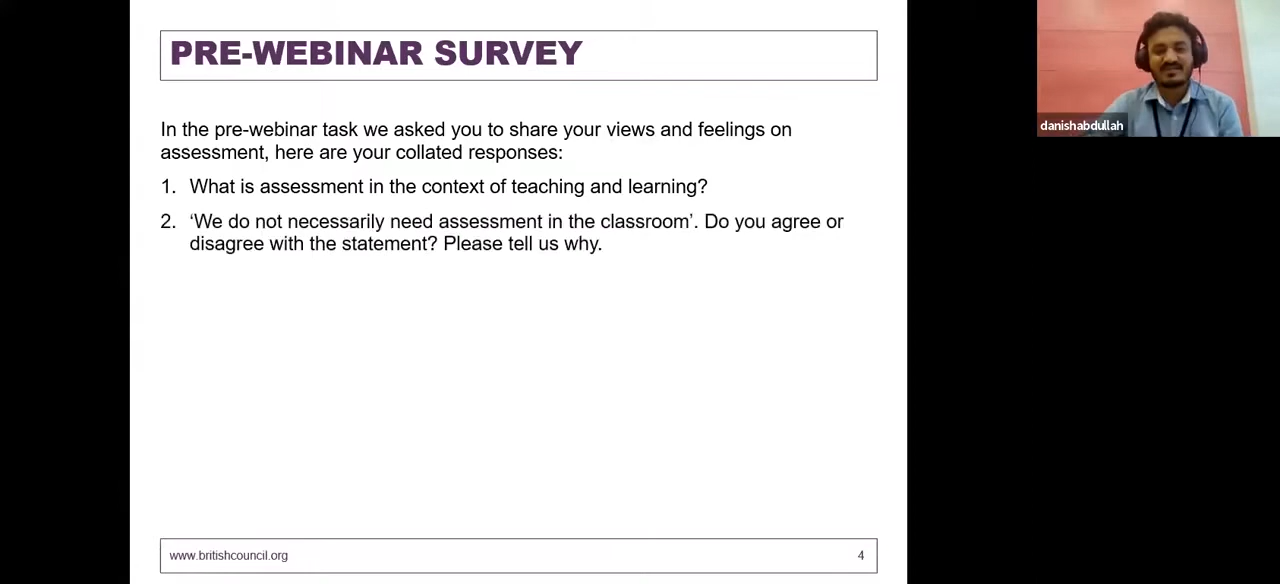 PRE-WEBINAR SURVEY
In the pre-webinar task we asked you to share your views and feelings on
assessment, here are your collated responses:
1. What is assessment in the context of teaching and learning?
2. ‘We do not necessarily need assessment in the classroom’. Do you agree or
disagree with the statement? Please tell us why.
www.britishcouncil.org
4
danishabdullah